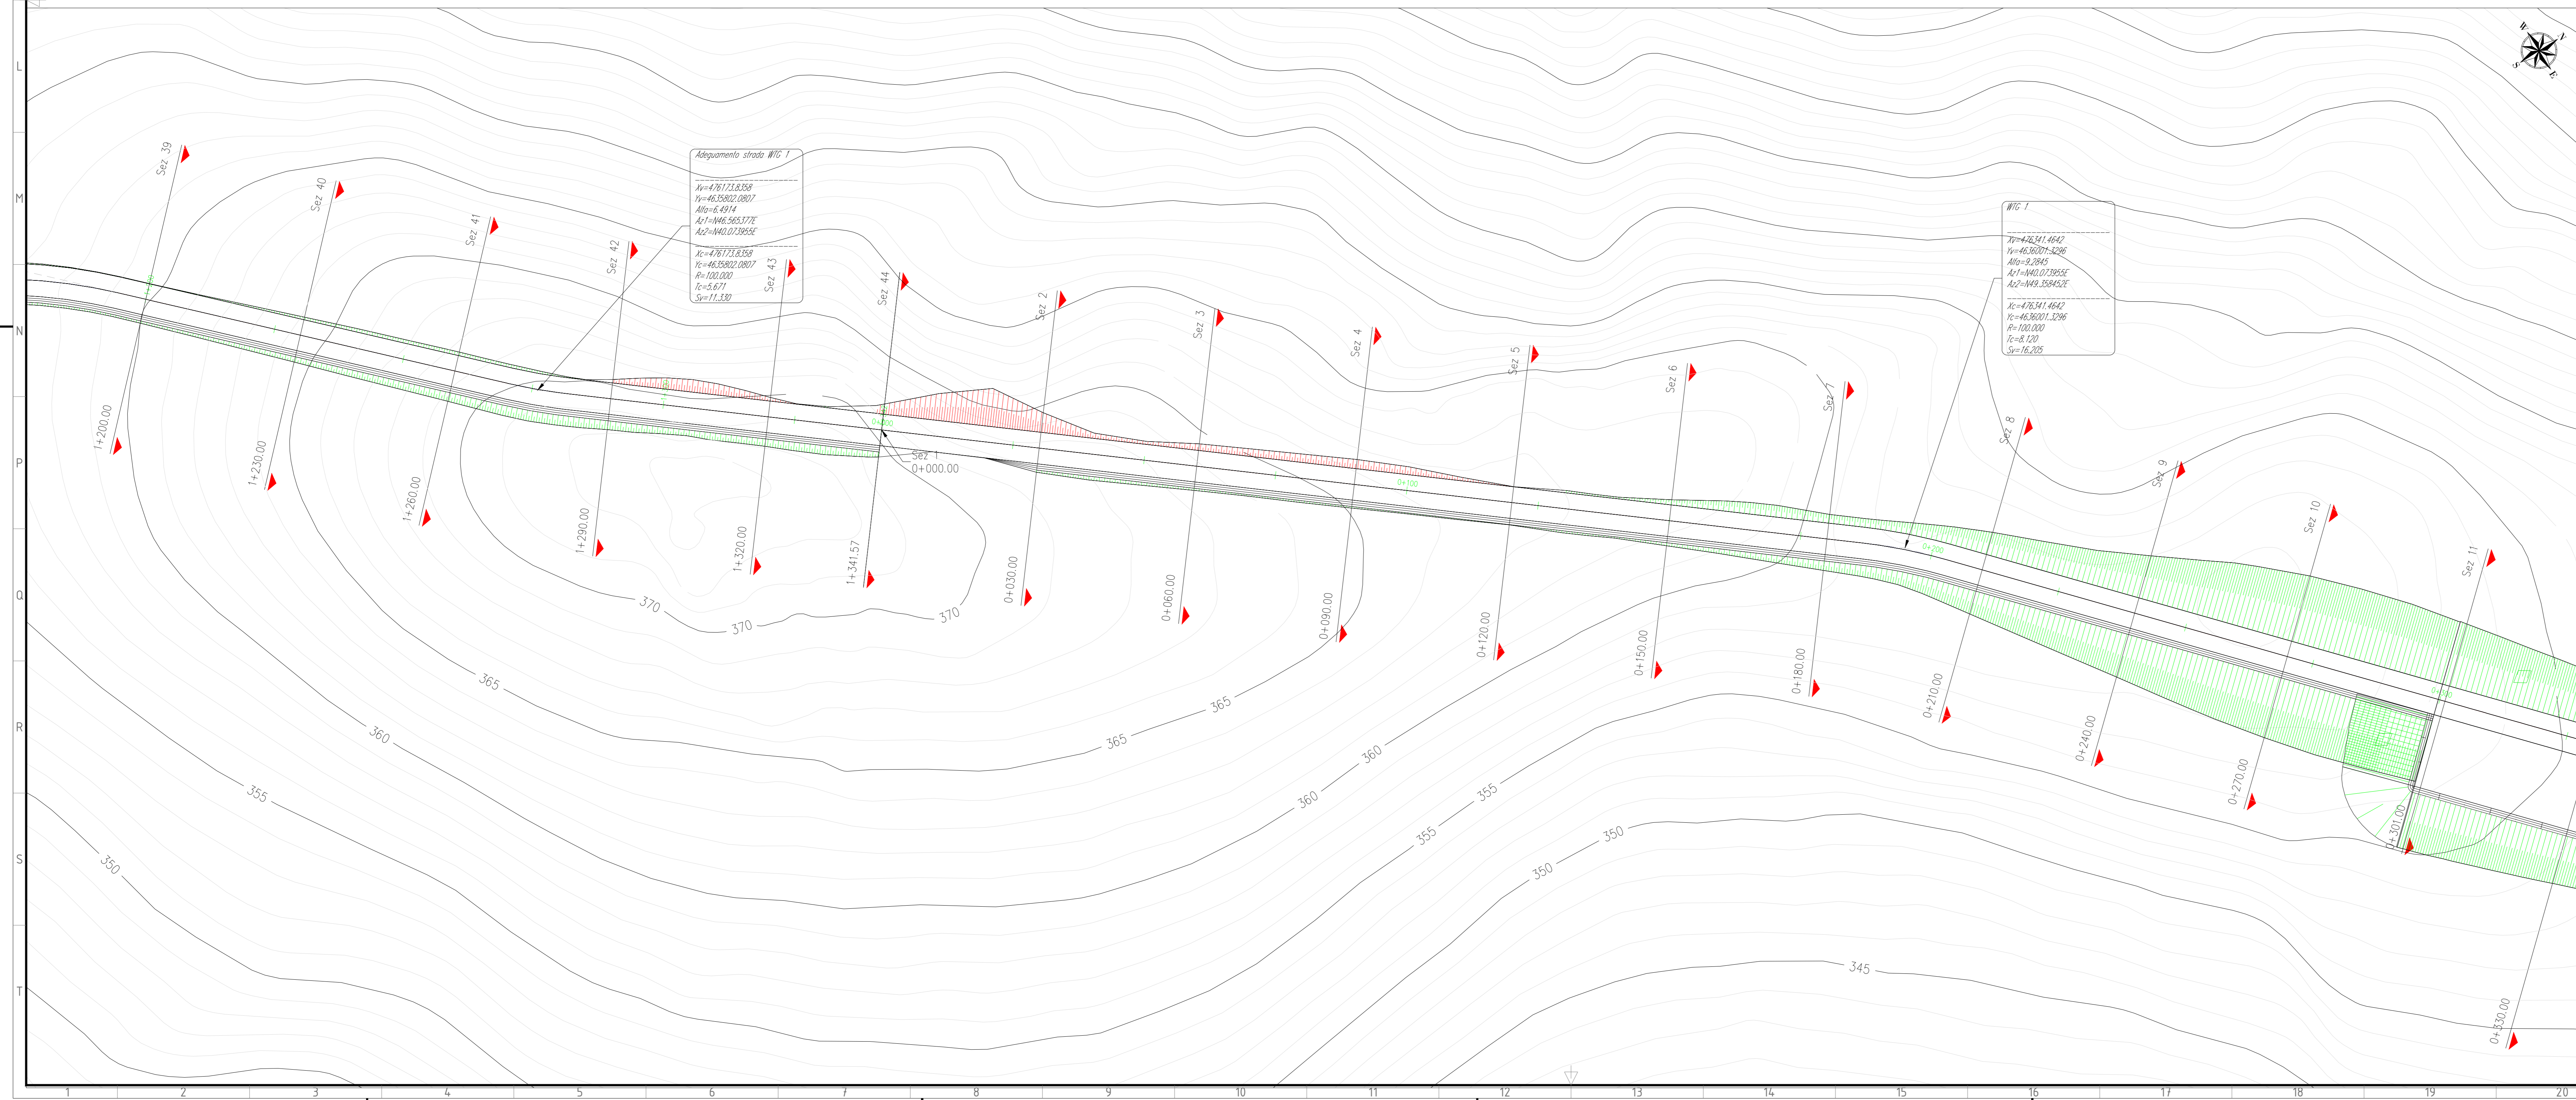 W
N
S
E
L
M
N
P
Q
R
S
T
Sez 39
Sez 40
Sez 41
Sez 42
Sez 43
Sez 44
Sez 2
Sez 3
Sez 4
Sez 5
Sez 6
Sez 7
Sez 8
Sez 9
Sez 10
Sez 11
Adeguamento strada WTG 1
Xv=476173.8358
Yv=4635802.0807
Alfa=6.4914
Az1=N46.565377E
Az2=N40.073955E
Xc=476173.8358
Yc=4635802.0807
R=100.000
Tc=5.671
Sv=11.330
WTG 1
Xv=476341.4642
Yv=4636001.3296
Alfa=9.2845
Az1=N40.073955E
Az2=N49.358452E
Xc=476341.4642
Yc=4636001.3296
R=100.000
Tc=8.120
Sv=16.205
0+000
Sez 1
0+000.00
0+100
0+200
1+200.00
1+230.00
1+260.00
1+290.00
1+320.00
1+341.57
0+030.00
0+060.00
0+090.00
0+120.00
0+150.00
0+180.00
0+210.00
0+240.00
0+270.00
0+301.00
0+330.00
370
370
370
365
365
365
360
360
360
355
355
355
350
350
350
345
1
2
3
4
5
6
7
8
9
10
11
12
13
14
15
16
17
18
19
20